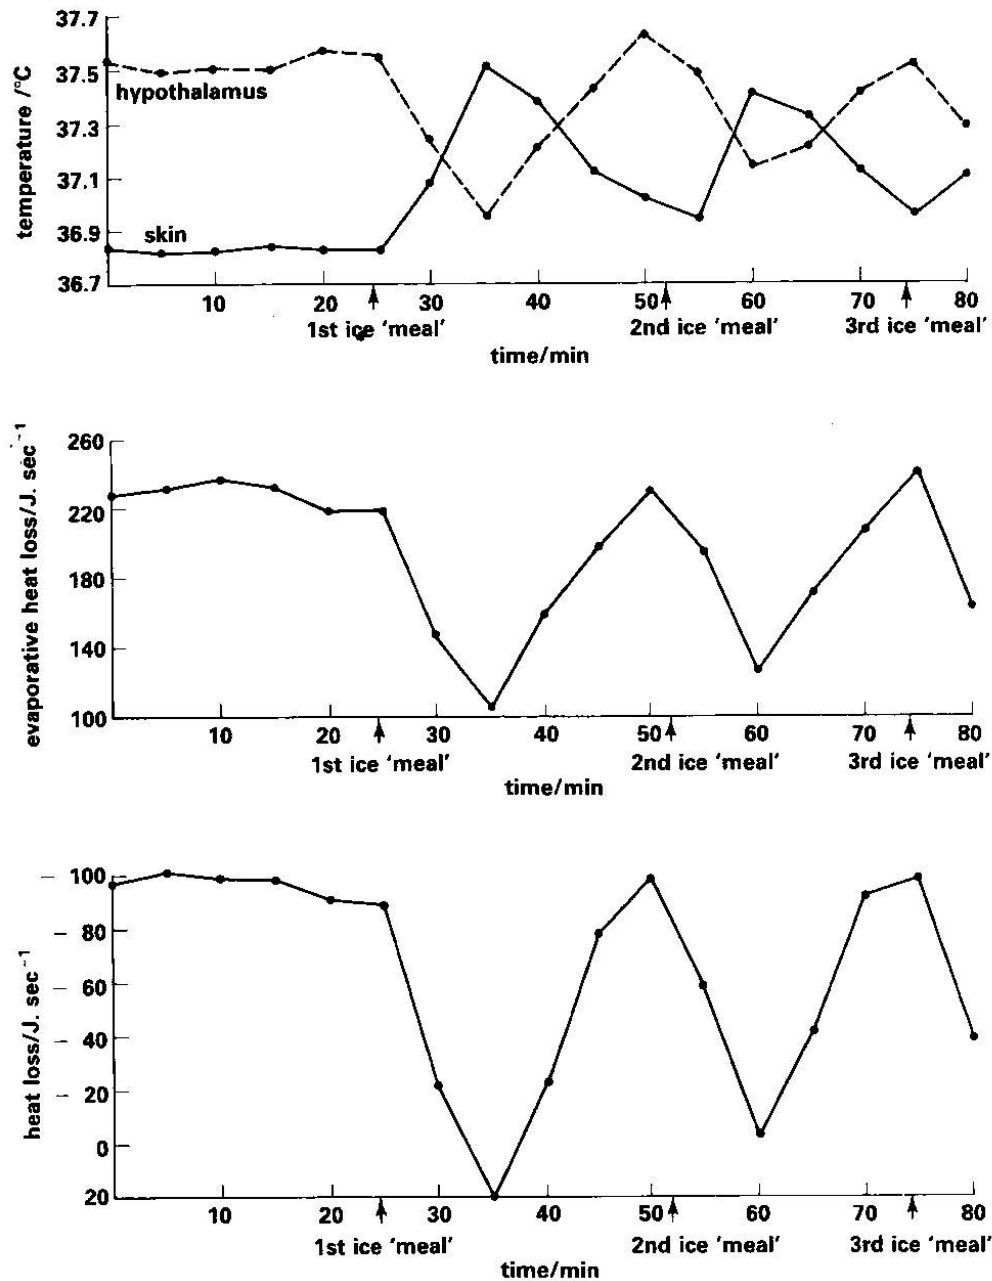 37.7
37.5
37.3
37.1
36.9
36.7
temperature /°C
hypothalamus
skin
10 20 30 40 50 60 70 80
1st ice 'meal' 2nd ice 'meal' 3rd ice 'meal'
time/min
260
220
180
140
100
evaporative heat loss/J. sec⁻¹
10 20 30 40 50 60 70 80
1st ice 'meal' 2nd ice 'meal' 3rd ice 'meal'
time/min
– 100
– 80
– 60
– 40
– 20
0
20
heat loss/J. sec⁻¹
10 20 30 40 50 60 70 80
1st ice 'meal' 2nd ice 'meal' 3rd ice 'meal'
time/min